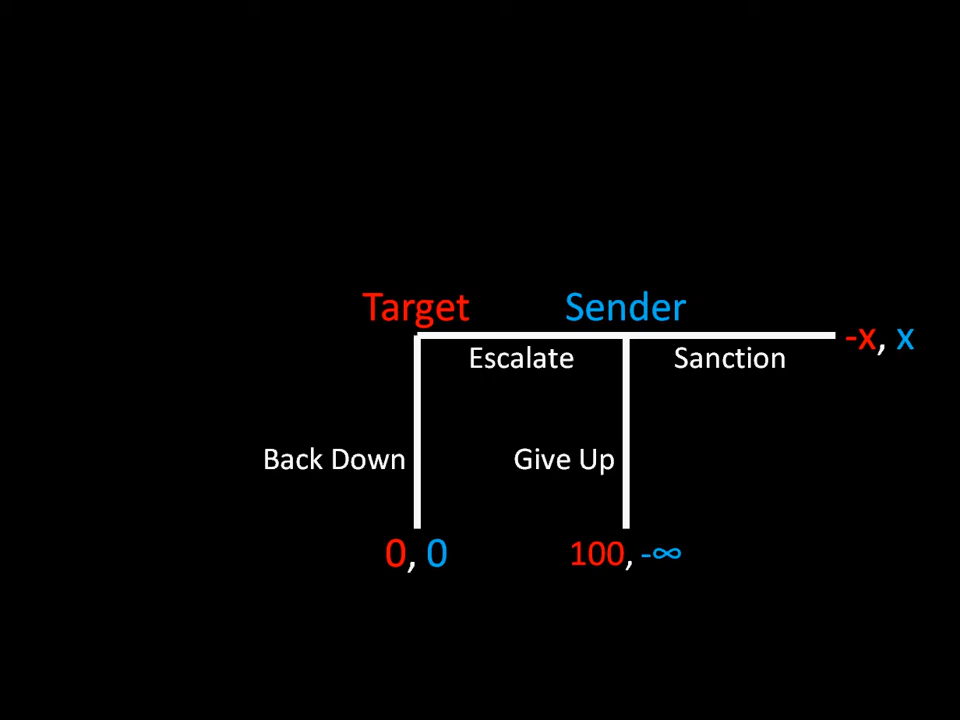 Target
Sender
-x, x
Escalate
Sanction
Back Down
Give Up
0, 0
100, -∞